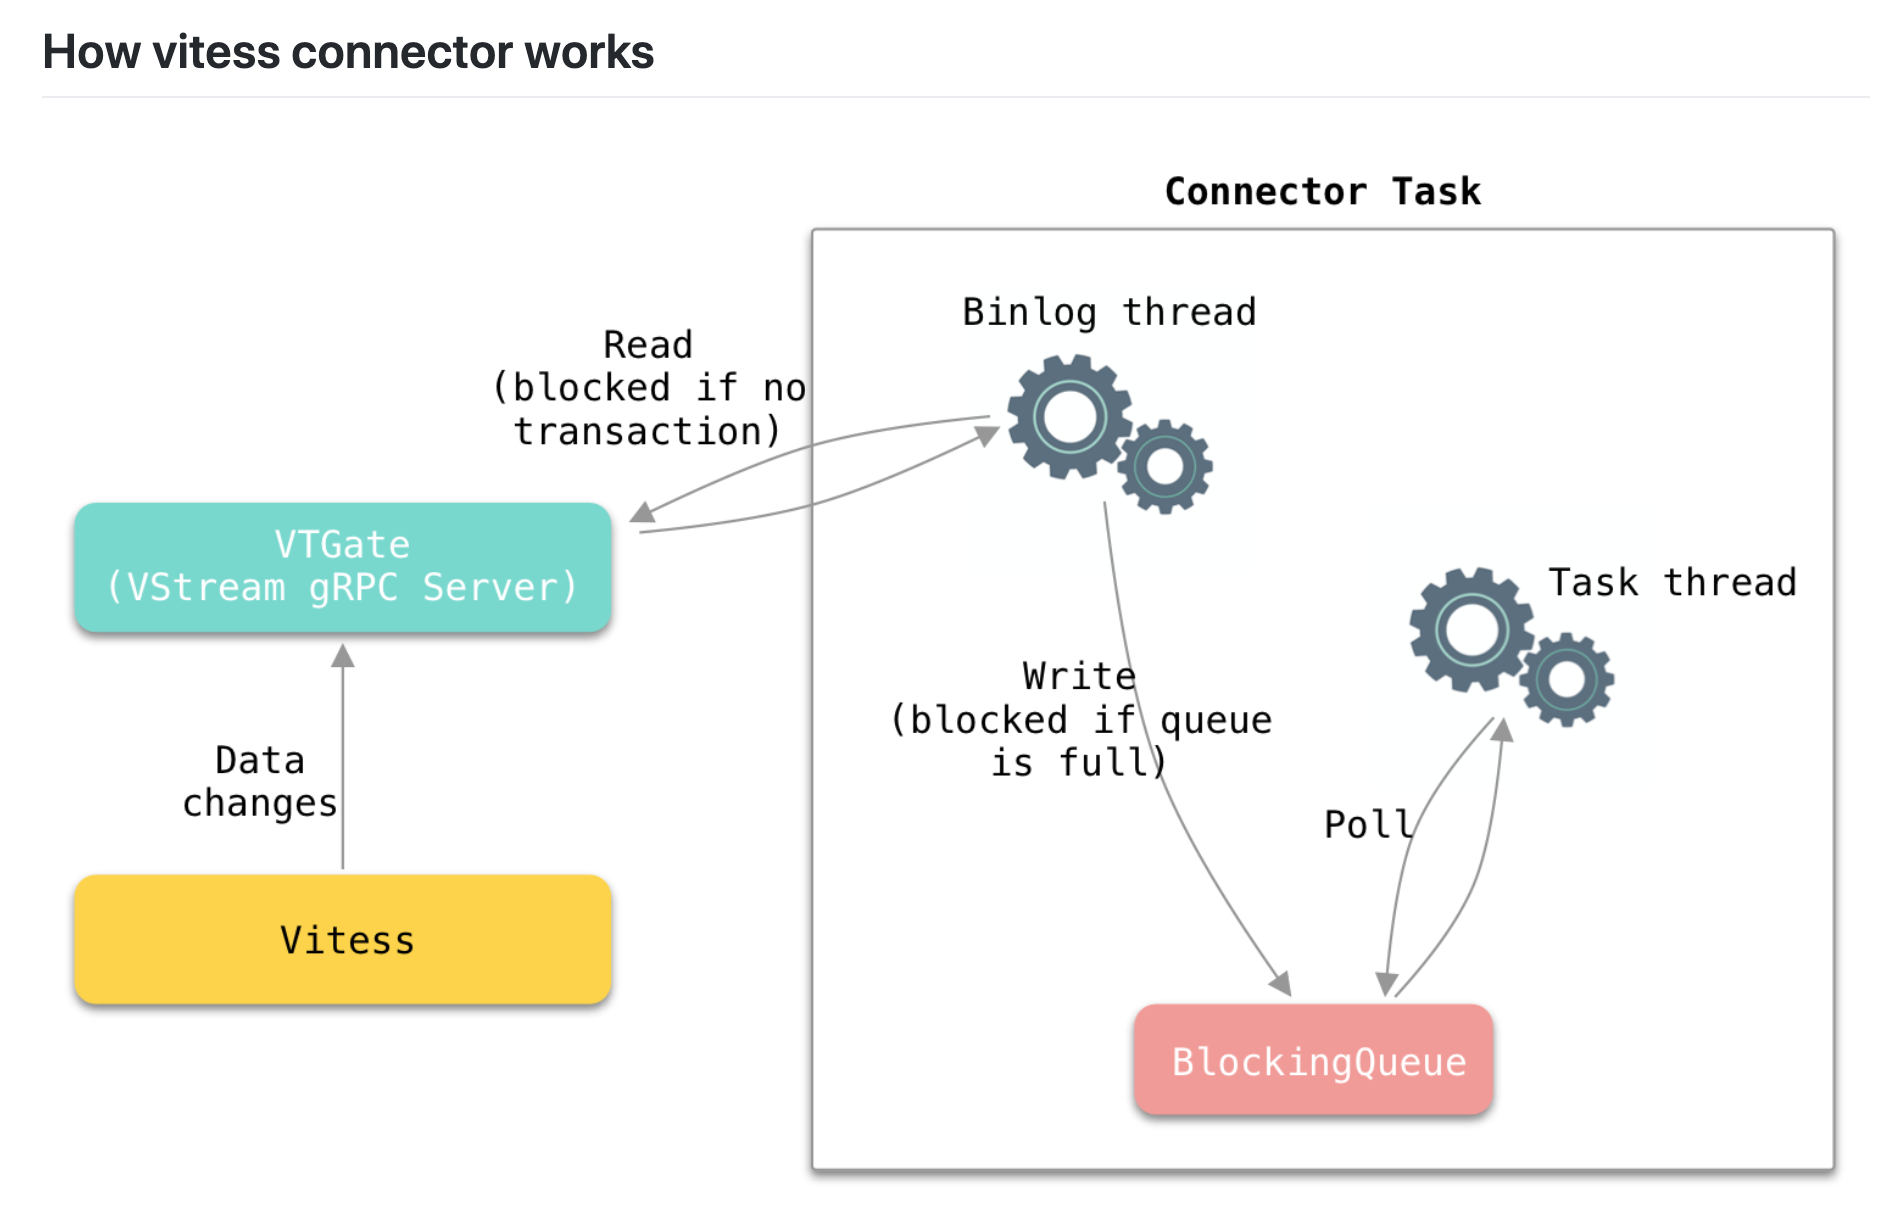 How vitess connector works
Connector Task
Binlog thread
Read
(blocked if no
transaction)
VTGate
(VStream gRPC Server)
Task thread
Write
(blocked if queue
is full)
Data
changes
Poll
Vitess
BlockingQueue